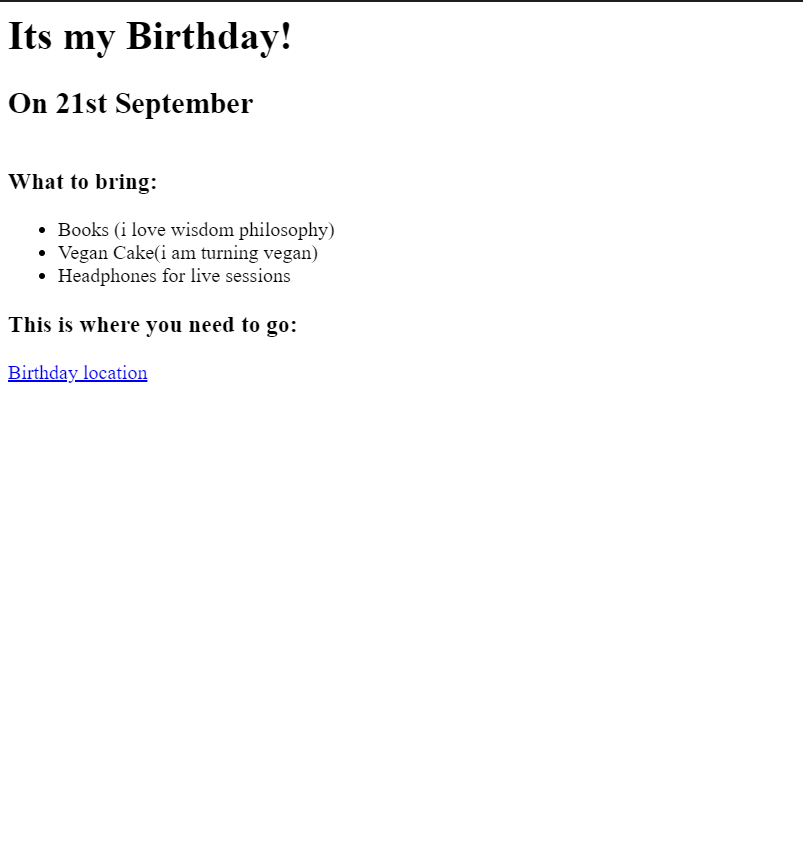 Its my Birthday!
On 21st September
What to bring:
Books (i love wisdom philosophy)
Vegan Cake(i am turning vegan)
Headphones for live sessions
This is where you need to go:
Birthday location